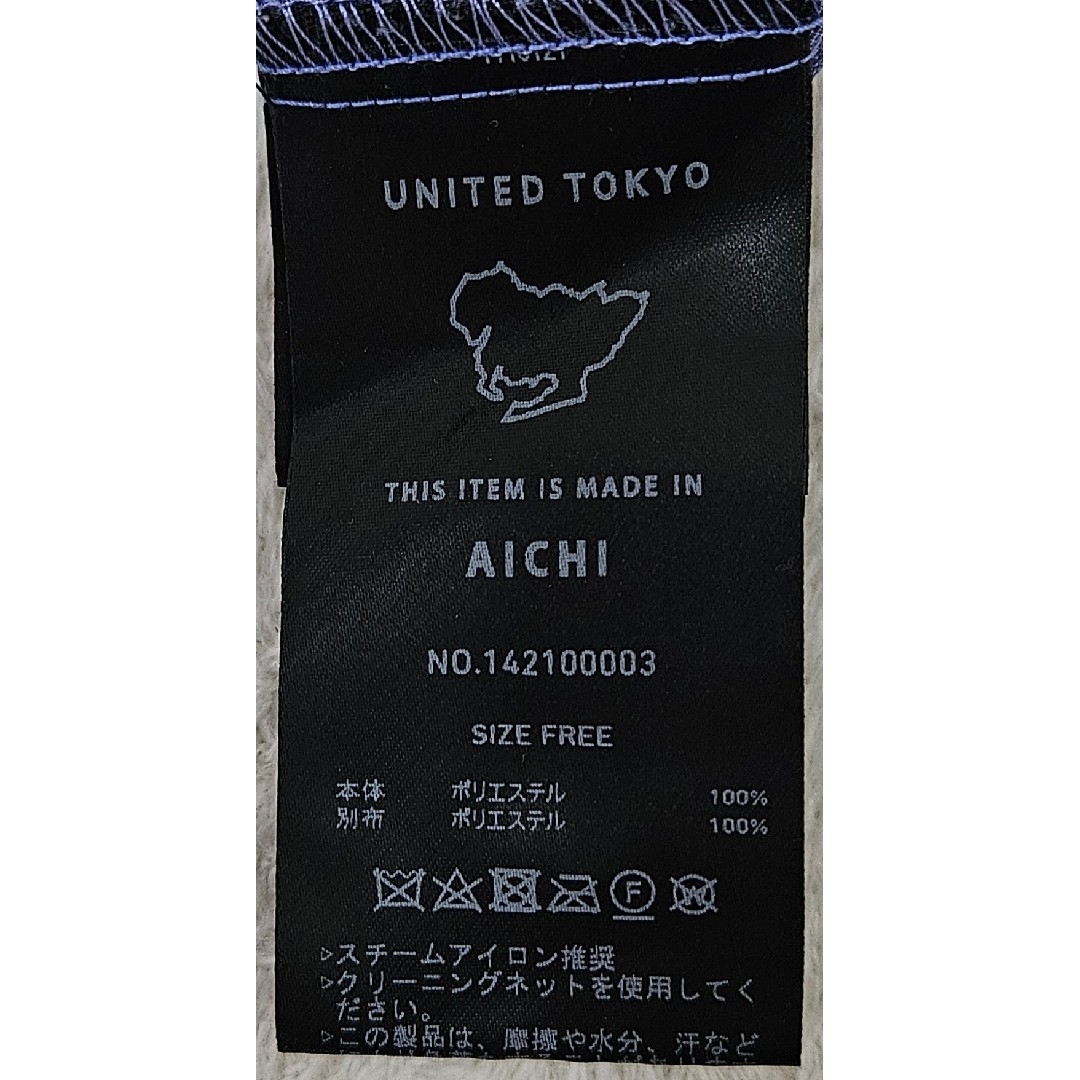 UNITED TOKYO
THIS ITEM IS MADE IN
AICHI
NO.142100003
SIZE FREE
本体 ポリエステル 100%
別布 ポリエステル 100%
F W
▷スチームアイロン推奨
▷クリーニングネットを使用してく
ださい。
▷この製品は、摩擦や水分、汗など